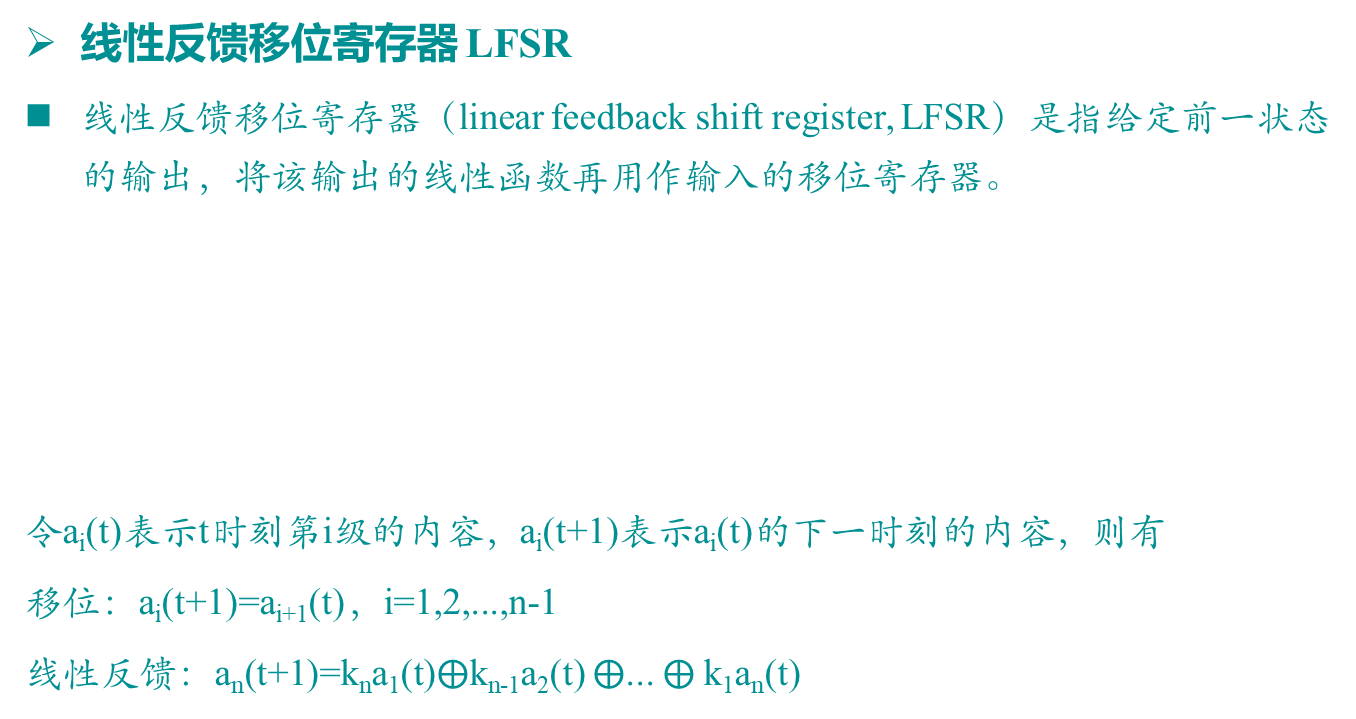 ➢ 线性反馈移位寄存器 LFSR
■ 线性反馈移位寄存器（linear feedback shift register, LFSR）是指给定前一状态
的输出，将该输出的线性函数再用作输入的移位寄存器。
令aᵢ(t)表示t时刻第i级的内容，aᵢ(t+1)表示aᵢ(t)的下一时刻的内容，则有
移位：aᵢ(t+1)=aᵢ₊₁(t)，i=1,2,...,n-1
线性反馈：aₙ(t+1)=kₙa₁(t)⊕kₙ₋₁a₂(t) ⊕... ⊕ k₁aₙ(t)